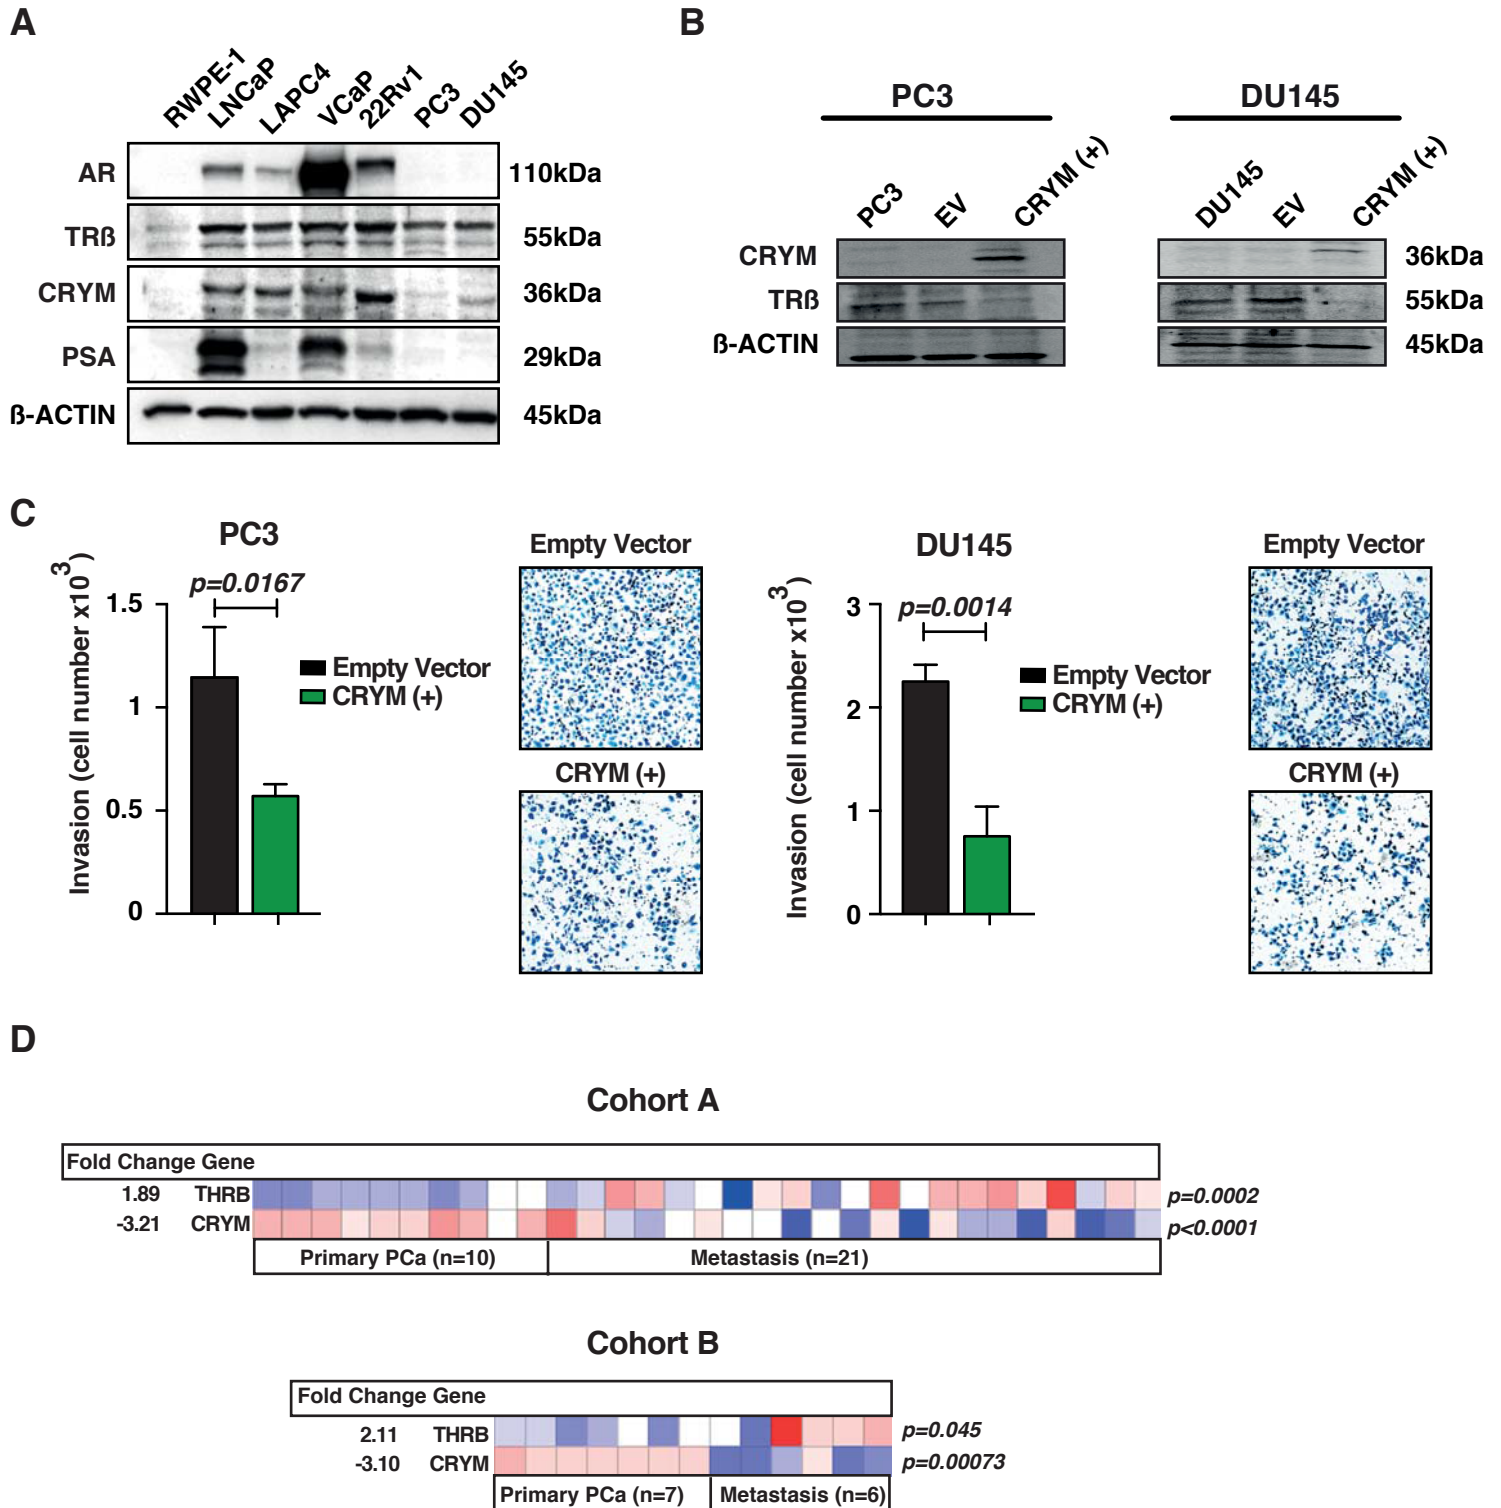 A
RWPE-1 LNCaP LAPC4 VCaP 22Rv1 PC3 DU145
AR 110kDa
TRß 55kDa
CRYM 36kDa
PSA 29kDa
ß-ACTIN 45kDa
B
PC3 DU145
PC3 EV CRYM (+) DU145 EV CRYM (+)
CRYM 36kDa
TRß 55kDa
ß-ACTIN 45kDa
C
PC3
p=0.0167
Invasion (cell number x10³)
1.5
1
0.5
0
Empty Vector
CRYM (+)
Empty Vector
CRYM (+)
DU145
p=0.0014
Invasion (cell number x10³)
3
2
1
0
Empty Vector
CRYM (+)
Empty Vector
CRYM (+)
D
Cohort A
Fold Change Gene
1.89 THRB p=0.0002
-3.21 CRYM p<0.0001
Primary PCa (n=10) Metastasis (n=21)
Cohort B
Fold Change Gene
2.11 THRB p=0.045
-3.10 CRYM p=0.00073
Primary PCa (n=7) Metastasis (n=6)